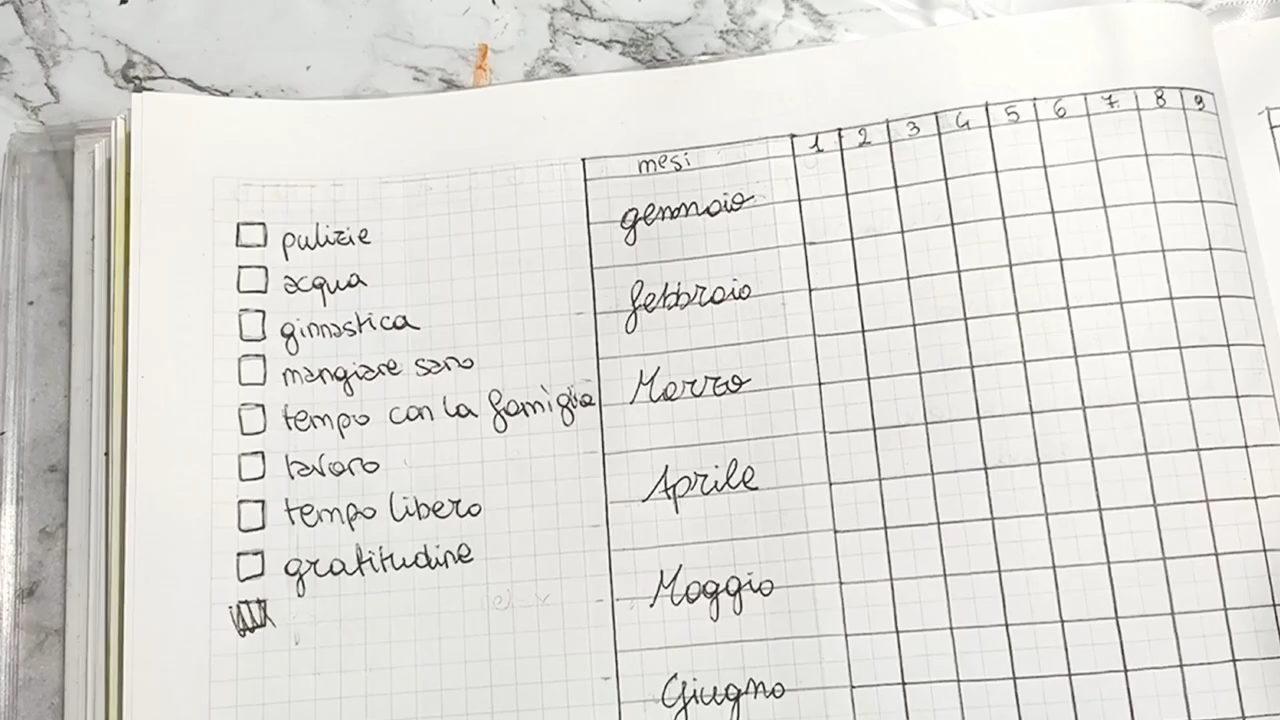 pulizie
acqua
ginnastica
mangiare sano
tempo con la famiglia
lavoro
tempo libero
gratitudine
mesi 1 2 3 4 5 6 7 8 9
gennaio
febbraio
Marzo
Aprile
Maggio
Giugno